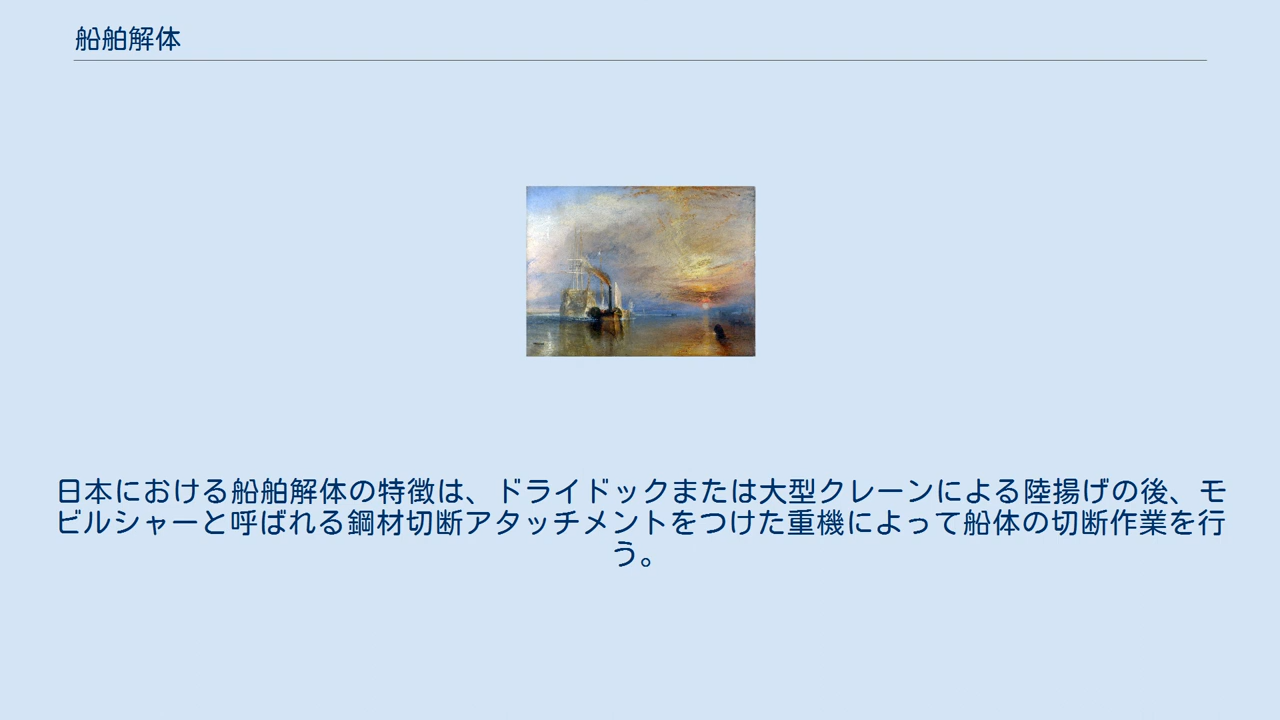 船舶解体
日本における船舶解体の特徴は、ドライドックまたは大型クレーンによる陸揚げの後、モ
ビルシャーと呼ばれる鋼材切断アタッチメントをつけた重機によって船体の切断作業を行
う。